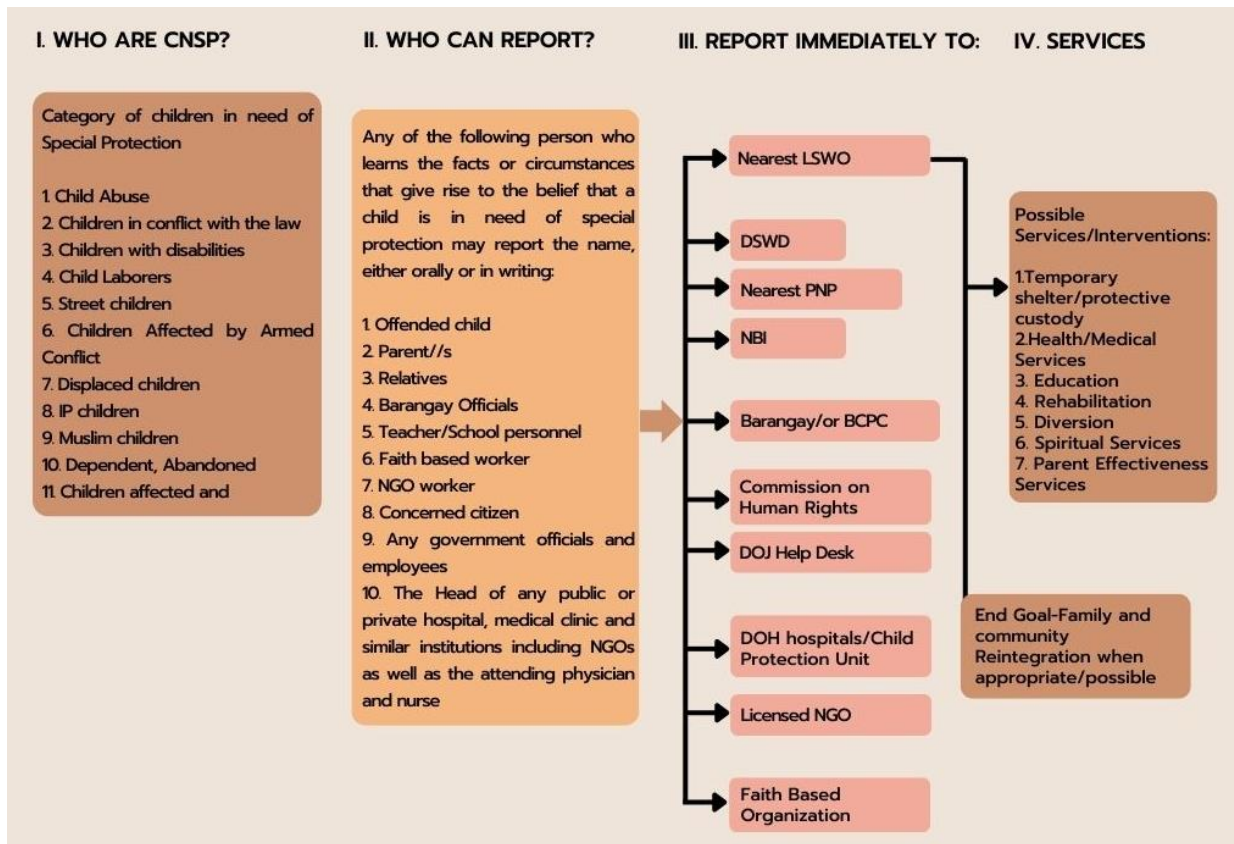 I. WHO ARE CNSP?
Category of children in need of
Special Protection
1. Child Abuse
2. Children in conflict with the law
3. Children with disabilities
4. Child Laborers
5. Street children
6. Children Affected by Armed
Conflict
7. Displaced children
8. IP children
9. Muslim children
10. Dependent, Abandoned
11. Children affected and
II. WHO CAN REPORT?
Any of the following person who
learns the facts or circumstances
that give rise to the belief that a
child is in need of special
protection may report the name,
either orally or in writing:
1. Offended child
2. Parent//s
3. Relatives
4. Barangay Officials
5. Teacher/School personnel
6. Faith based worker
7. NGO worker
8. Concerned citizen
9. Any government officials and
employees
10. The Head of any public or
private hospital, medical clinic and
similar institutions including NGOs
as well as the attending physician
and nurse
III. REPORT IMMEDIATELY TO:
Nearest LSWO
DSWD
Nearest PNP
NBI
Barangay/or BCPC
Commission on
Human Rights
DOJ Help Desk
DOH hospitals/Child
Protection Unit
Licensed NGO
Faith Based
Organization
IV. SERVICES
Possible
Services/Interventions:
1.Temporary
shelter/protective
custody
2.Health/Medical
Services
3. Education
4. Rehabilitation
5. Diversion
6. Spiritual Services
7. Parent Effectiveness
Services
End Goal-Family and
community
Reintegration when
appropriate/possible